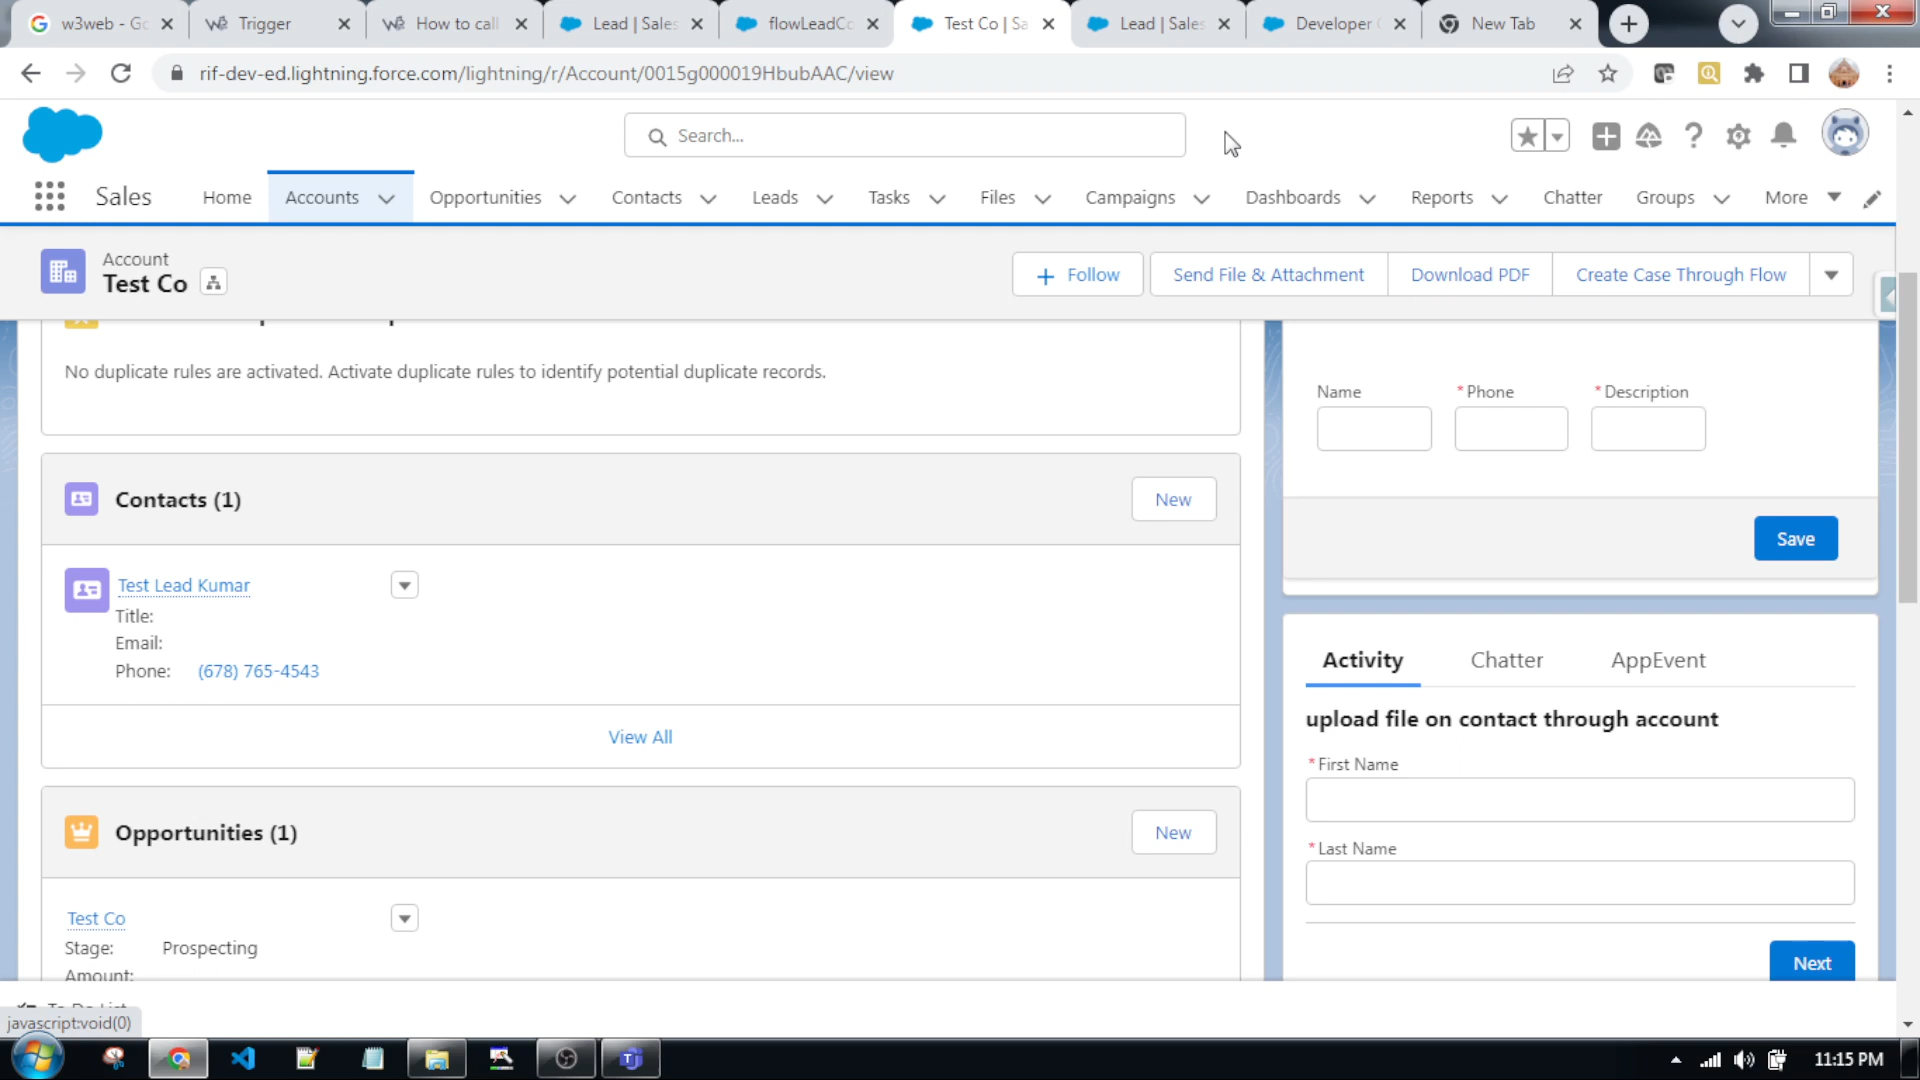 w3web - Go
Trigger
How to call
Lead | Sales
flowLeadCo
Test Co | Sa
Lead | Sales
Developer C
New Tab
rif-dev-ed.lightning.force.com/lightning/r/Account/0015g000019HbubAAC/view
Search...
Sales
Home
Accounts
Opportunities
Contacts
Leads
Tasks
Files
Campaigns
Dashboards
Reports
Chatter
Groups
More
Account
Test Co
Follow
Send File & Attachment
Download PDF
Create Case Through Flow
No duplicate rules are activated. Activate duplicate rules to identify potential duplicate records.
Name
* Phone
* Description
Save
Contacts (1)
New
Test Lead Kumar
Title:
Email:
Phone: (678) 765-4543
View All
Activity
Chatter
AppEvent
upload file on contact through account
* First Name
* Last Name
Next
Opportunities (1)
New
Test Co
Stage: Prospecting
Amount:
To Do List
javascript:void(0)
11:15 PM